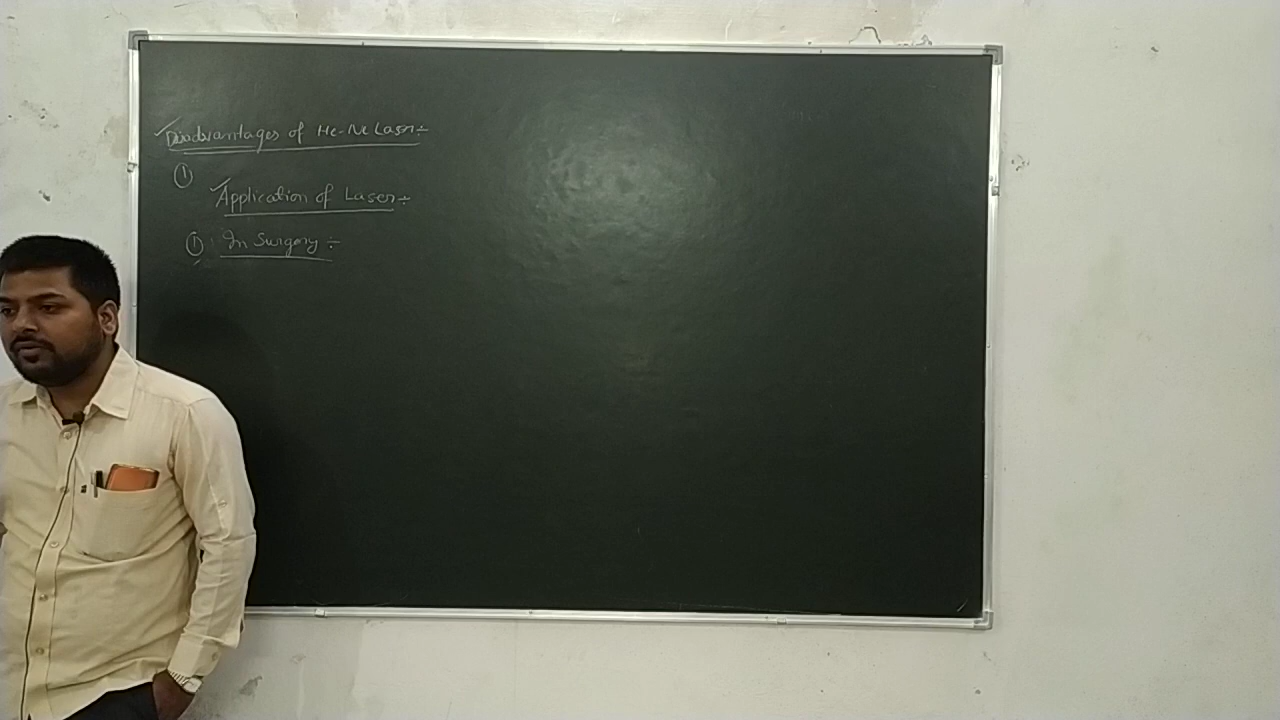 Disadvantages of He-Ne Laser÷
①
Application of Laser÷
① In Surgery ÷